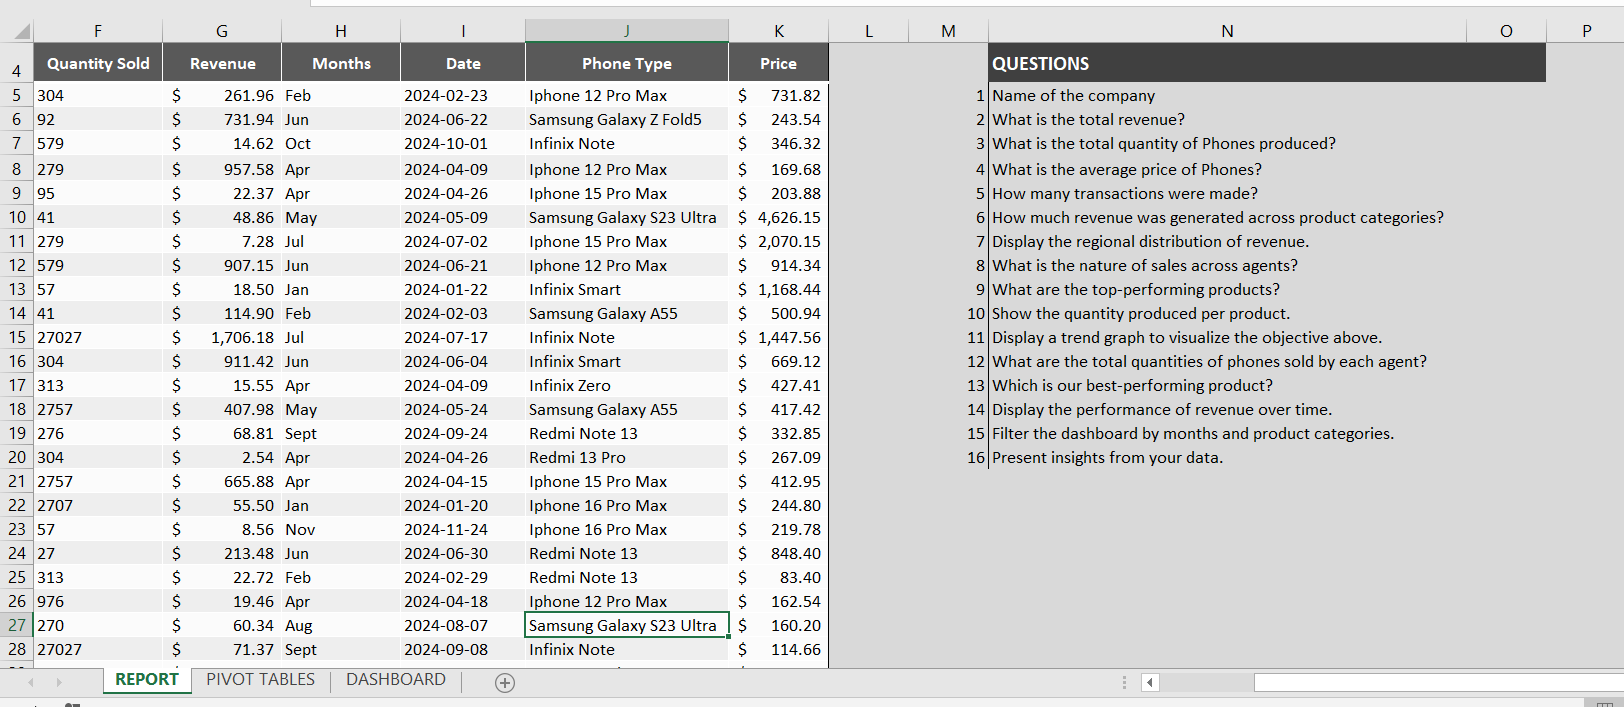 F G H I J K L M N O P
4 Quantity Sold Revenue Months Date Phone Type Price QUESTIONS
5 304 $ 261.96 Feb 2024-02-23 Iphone 12 Pro Max $ 731.82 1 Name of the company
6 92 $ 731.94 Jun 2024-06-22 Samsung Galaxy Z Fold5 $ 243.54 2 What is the total revenue?
7 579 $ 14.62 Oct 2024-10-01 Infinix Note $ 346.32 3 What is the total quantity of Phones produced?
8 279 $ 957.58 Apr 2024-04-09 Iphone 12 Pro Max $ 169.68 4 What is the average price of Phones?
9 95 $ 22.37 Apr 2024-04-26 Iphone 15 Pro Max $ 203.88 5 How many transactions were made?
10 41 $ 48.86 May 2024-05-09 Samsung Galaxy S23 Ultra $ 4,626.15 6 How much revenue was generated across product categories?
11 279 $ 7.28 Jul 2024-07-02 Iphone 15 Pro Max $ 2,070.15 7 Display the regional distribution of revenue.
12 579 $ 907.15 Jun 2024-06-21 Iphone 12 Pro Max $ 914.34 8 What is the nature of sales across agents?
13 57 $ 18.50 Jan 2024-01-22 Infinix Smart $ 1,168.44 9 What are the top-performing products?
14 41 $ 114.90 Feb 2024-02-03 Samsung Galaxy A55 $ 500.94 10 Show the quantity produced per product.
15 27027 $ 1,706.18 Jul 2024-07-17 Infinix Note $ 1,447.56 11 Display a trend graph to visualize the objective above.
16 304 $ 911.42 Jun 2024-06-04 Infinix Smart $ 669.12 12 What are the total quantities of phones sold by each agent?
17 313 $ 15.55 Apr 2024-04-09 Infinix Zero $ 427.41 13 Which is our best-performing product?
18 2757 $ 407.98 May 2024-05-24 Samsung Galaxy A55 $ 417.42 14 Display the performance of revenue over time.
19 276 $ 68.81 Sept 2024-09-24 Redmi Note 13 $ 332.85 15 Filter the dashboard by months and product categories.
20 304 $ 2.54 Apr 2024-04-26 Redmi 13 Pro $ 267.09 16 Present insights from your data.
21 2757 $ 665.88 Apr 2024-04-15 Iphone 15 Pro Max $ 412.95
22 2707 $ 55.50 Jan 2024-01-20 Iphone 16 Pro Max $ 244.80
23 57 $ 8.56 Nov 2024-11-24 Iphone 16 Pro Max $ 219.78
24 27 $ 213.48 Jun 2024-06-30 Redmi Note 13 $ 848.40
25 313 $ 22.72 Feb 2024-02-29 Redmi Note 13 $ 83.40
26 976 $ 19.46 Apr 2024-04-18 Iphone 12 Pro Max $ 162.54
27 270 $ 60.34 Aug 2024-08-07 Samsung Galaxy S23 Ultra $ 160.20
28 27027 $ 71.37 Sept 2024-09-08 Infinix Note $ 114.66
REPORT PIVOT TABLES DASHBOARD